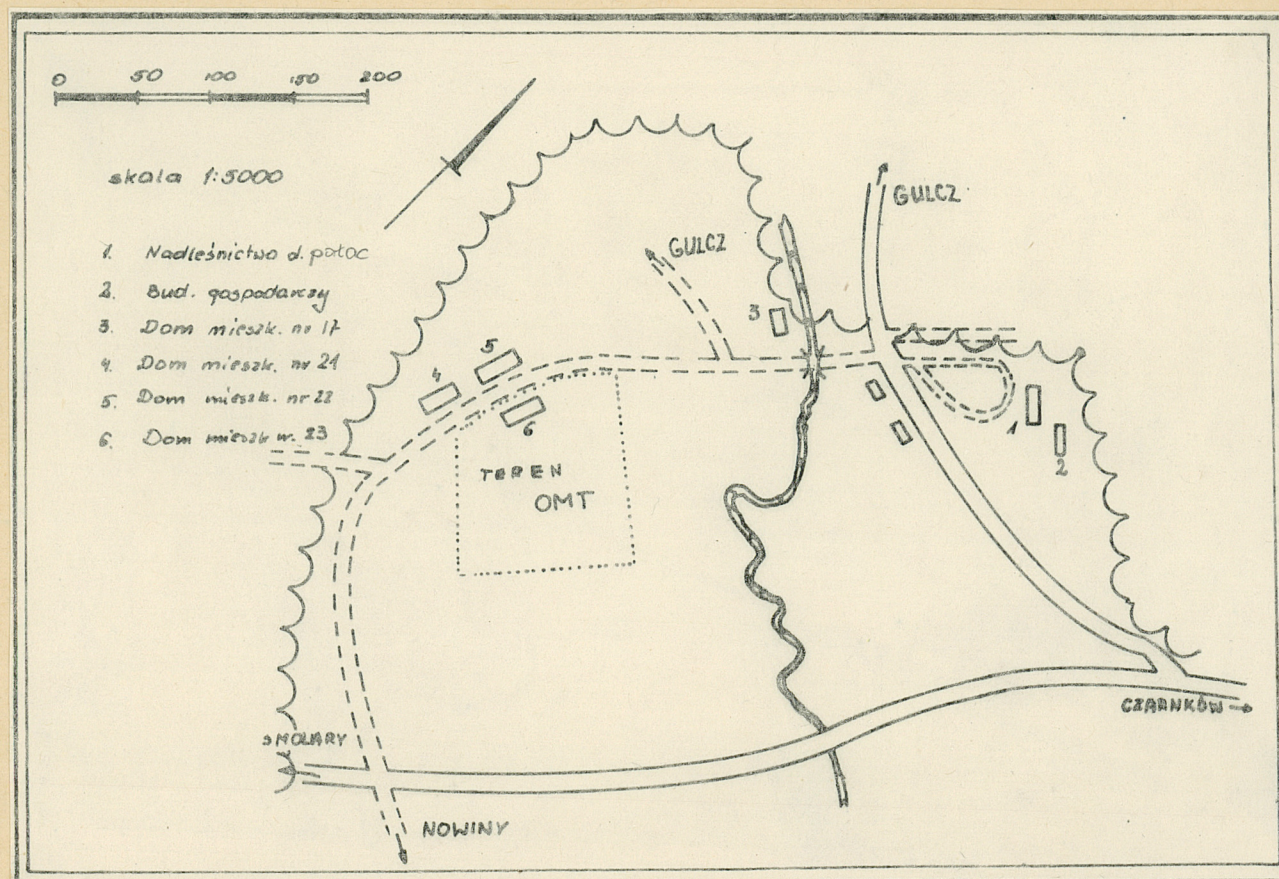 0 50 100 150 200
skala 1:5000
1. Nadleśnictwo d. pałac
2. Bud. gospodarczy
3. Dom mieszk. nr 17
4. Dom mieszk. nr 21
5. Dom mieszk. nr 22
6. Dom mieszk nr. 23
GULCZ
GULCZ
3
5
4
6
1
2
TEREN
OMT
SMOLARY
CZARNKÓW →
NOWINY